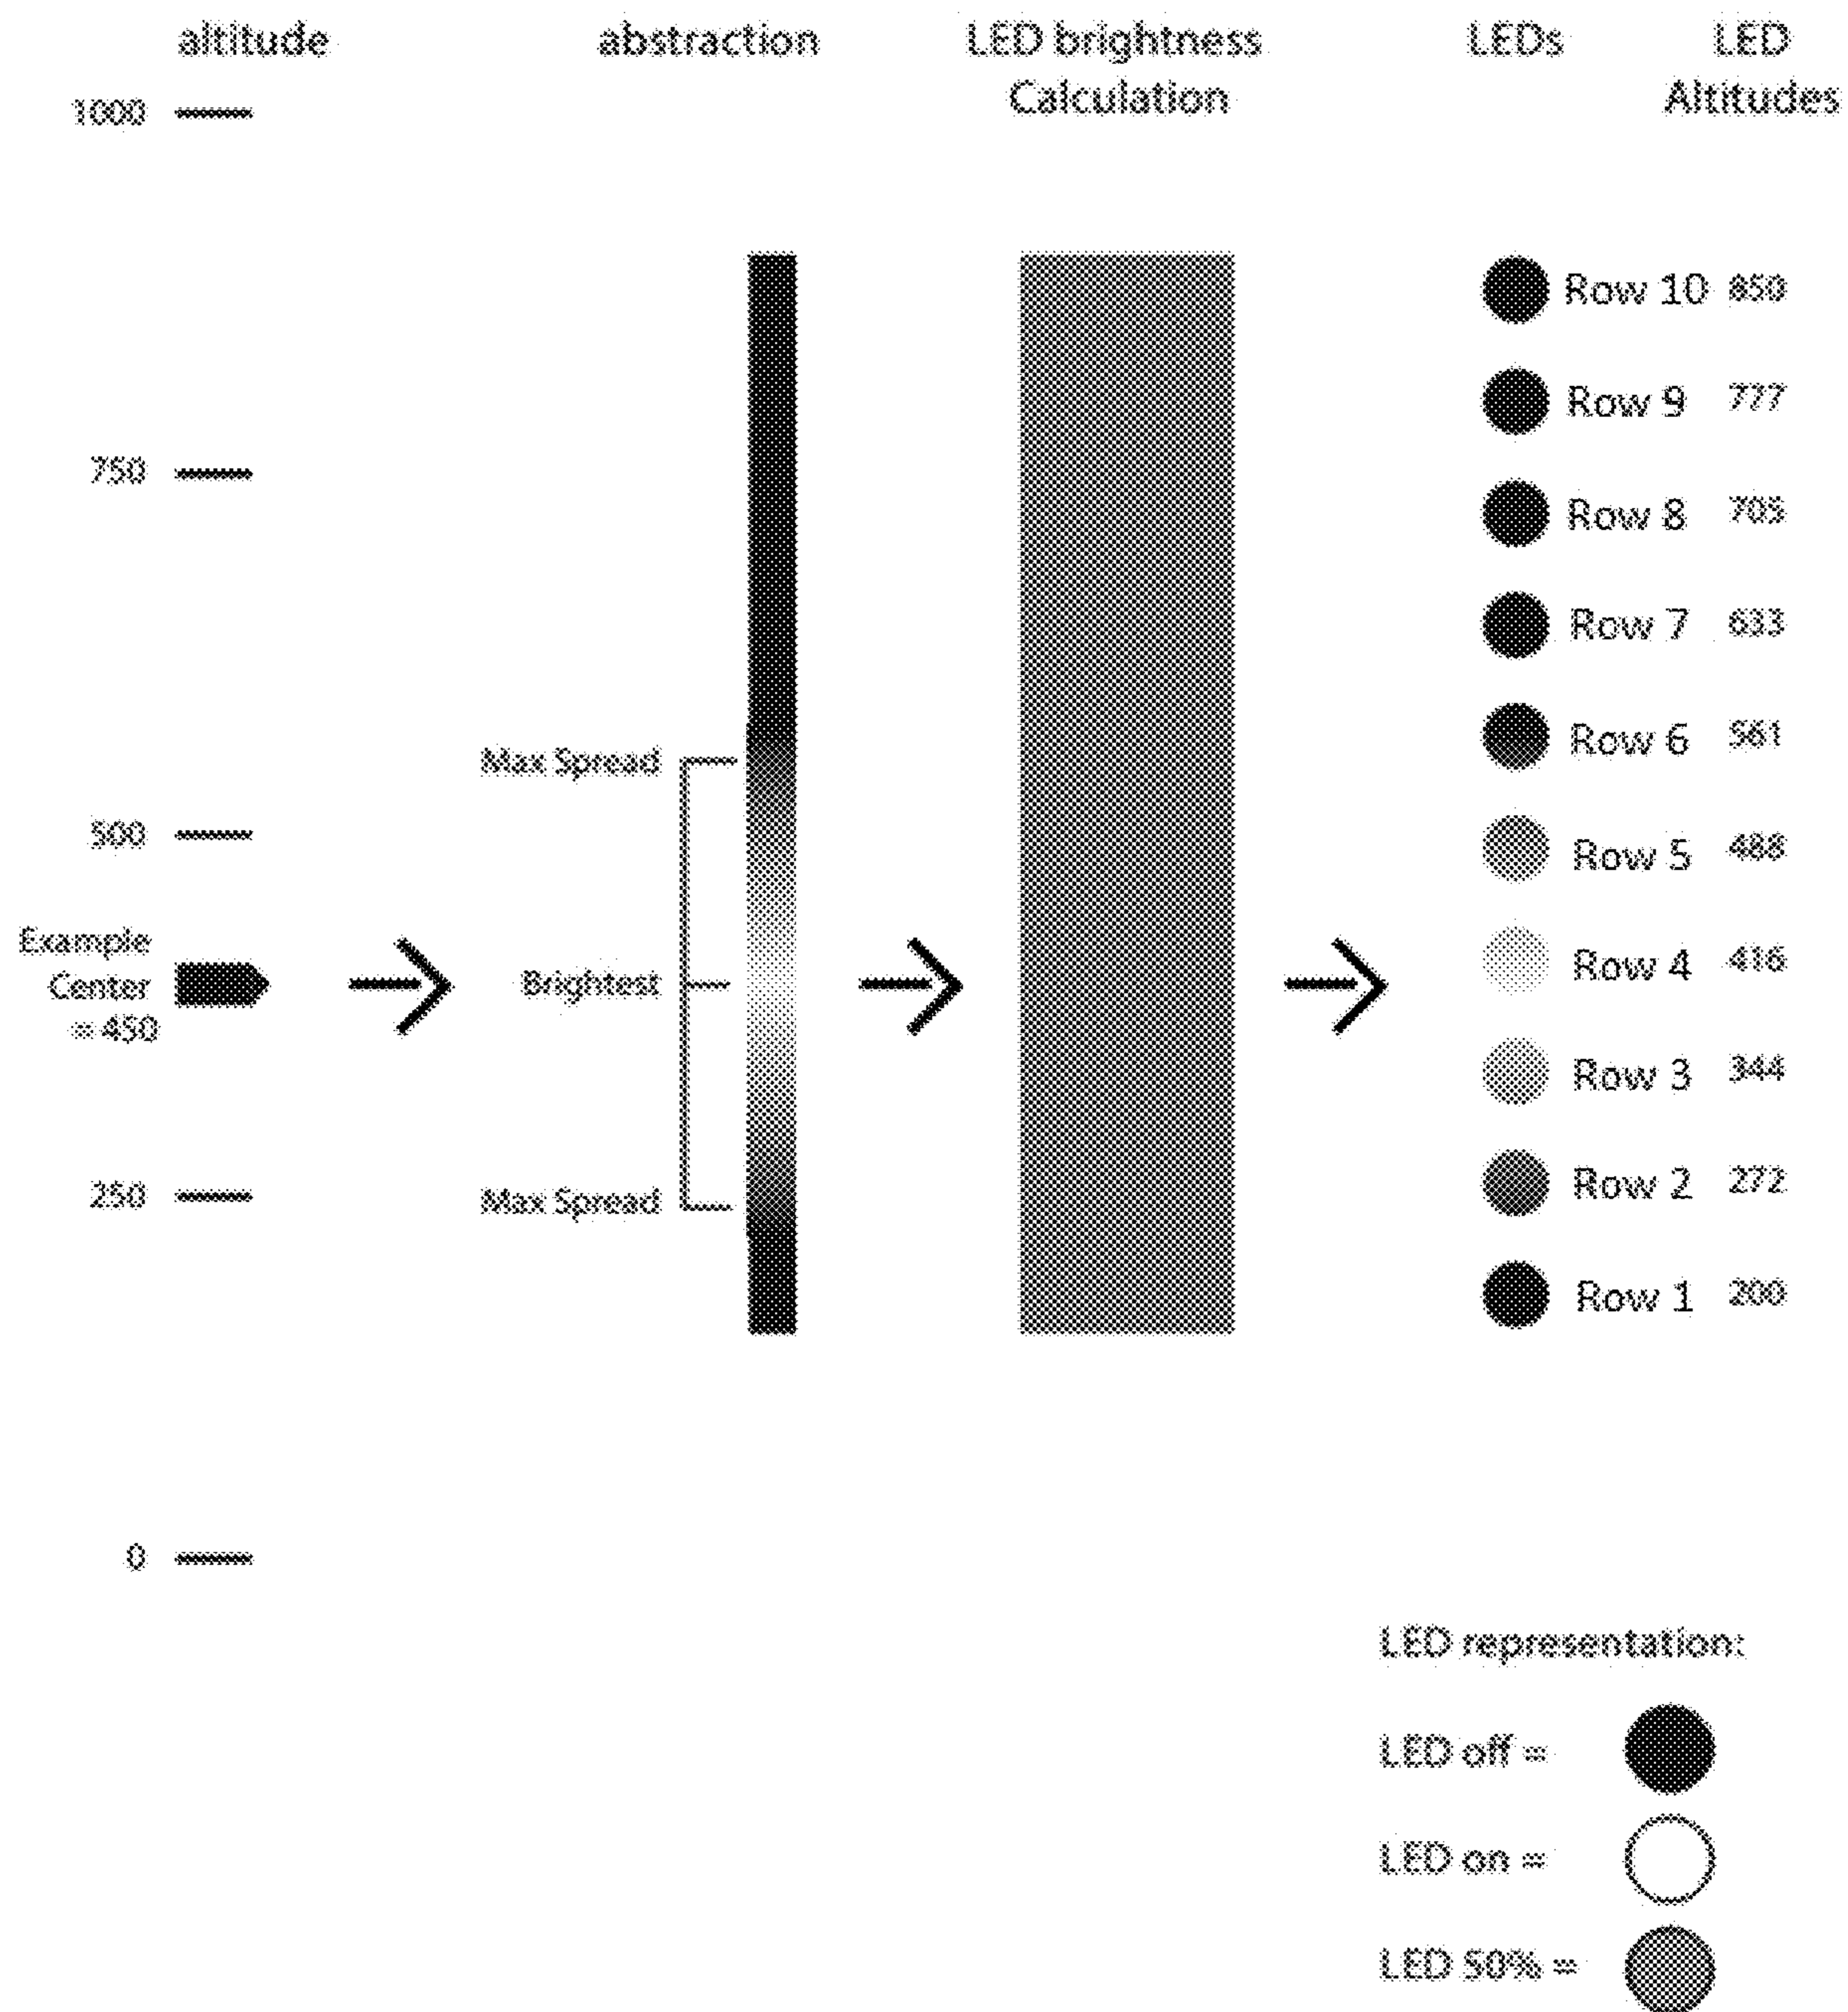 altitude
abstraction
LED brightness
Calculation
LEDs
LED
Altitudes
1000
750
500
Example
Center
= 450
250
0
Max Spread
Brightest
Max Spread
Row 10 850
Row 9 777
Row 8 705
Row 7 633
Row 6 561
Row 5 488
Row 4 416
Row 3 344
Row 2 272
Row 1 200
LED representation:
LED off =
LED on =
LED 50% =